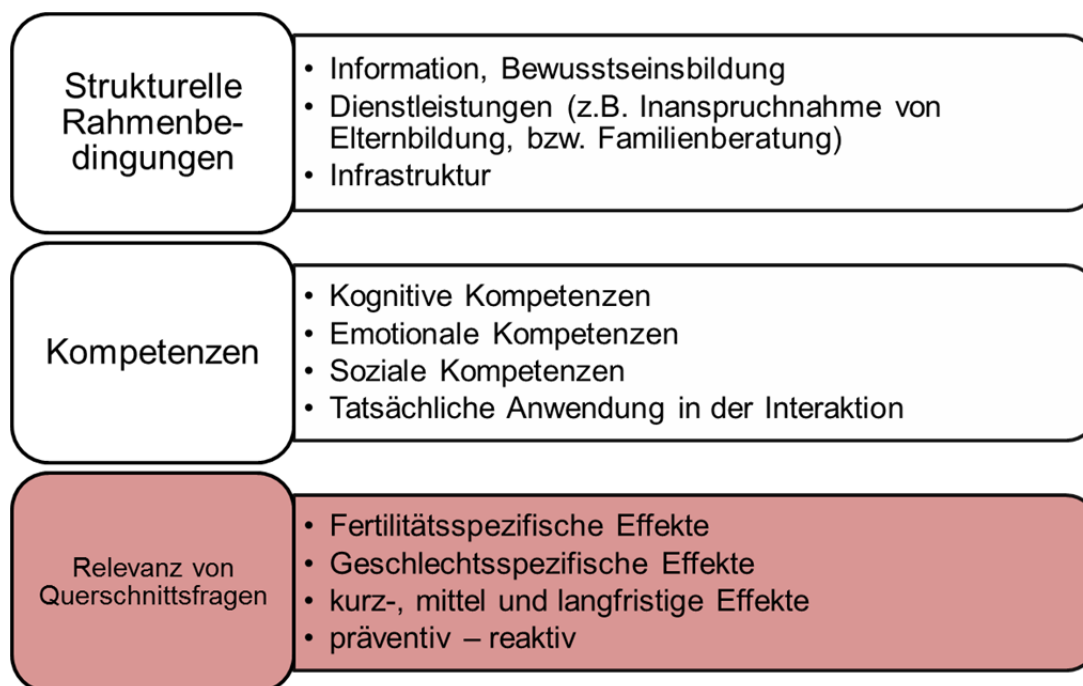 Strukturelle
Rahmenbe-
dingungen
• Information, Bewusstseinsbildung
• Dienstleistungen (z.B. Inanspruchnahme von
Elternbildung, bzw. Familienberatung)
• Infrastruktur
Kompetenzen
• Kognitive Kompetenzen
• Emotionale Kompetenzen
• Soziale Kompetenzen
• Tatsächliche Anwendung in der Interaktion
Relevanz von
Querschnittsfragen
• Fertilitätsspezifische Effekte
• Geschlechtsspezifische Effekte
• kurz-, mittel und langfristige Effekte
• präventiv – reaktiv